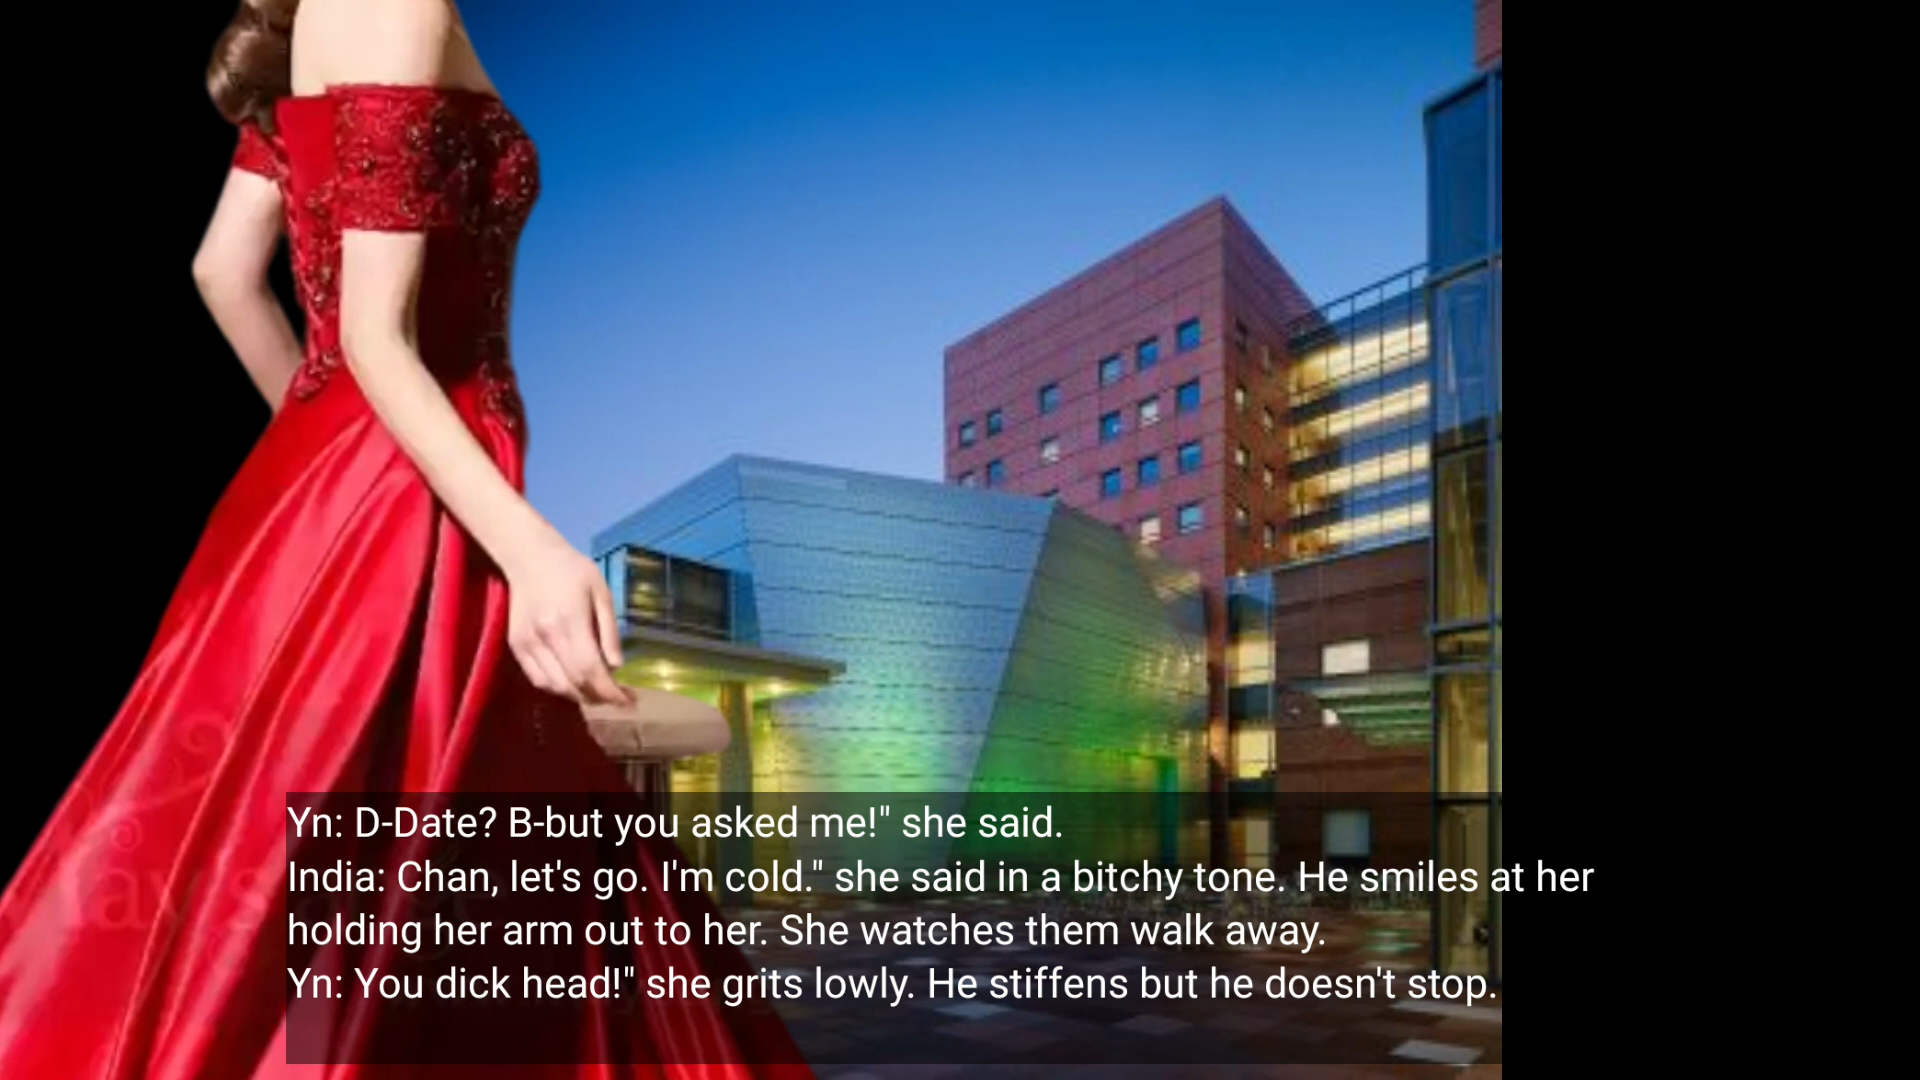 Yn: D-Date? B-but you asked me!" she said.
India: Chan, let's go. I'm cold." she said in a bitchy tone. He smiles at her
holding her arm out to her. She watches them walk away.
Yn: You dick head!" she grits lowly. He stiffens but he doesn't stop.